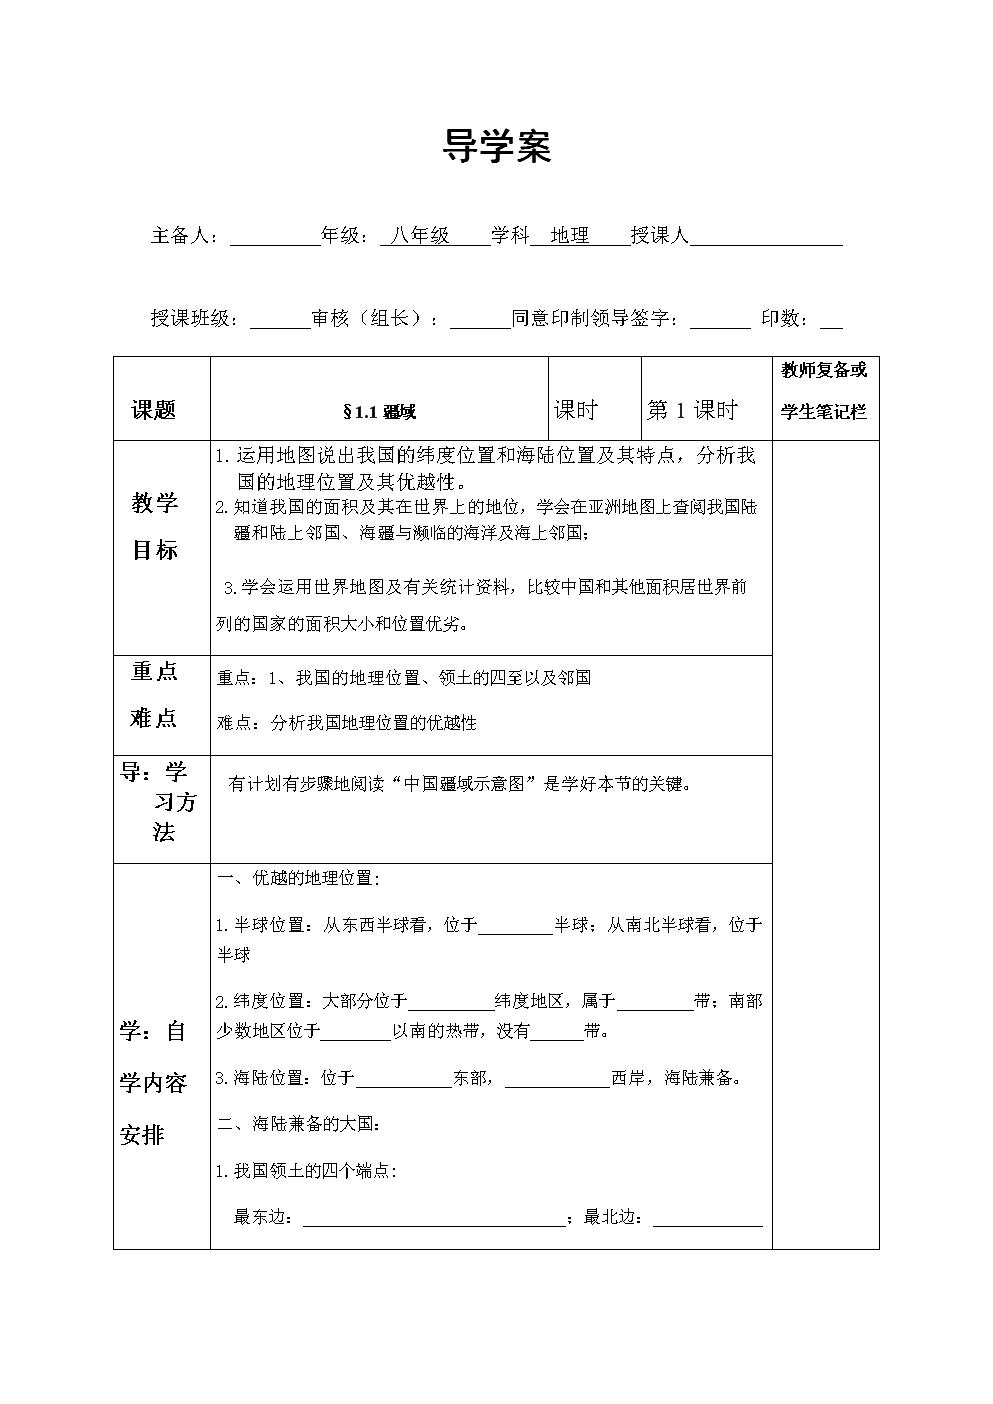 导学案
主备人：_________年级：_八年级____学科__地理____授课人_______________
授课班级：______审核（组长）：______同意印制领导签字：______ 印数：__
课题
§1.1 疆域
课时
第 1 课时
教师复备或
学生笔记栏
教学
目标
1. 运用地图说出我国的纬度位置和海陆位置及其特点，分析我
国的地理位置及其优越性。
2. 知道我国的面积及其在世界上的地位，学会在亚洲地图上查阅我国陆
疆和陆上邻国、海疆与濒临的海洋及海上邻国；
3. 学会运用世界地图及有关统计资料，比较中国和其他面积居世界前
列的国家的面积大小和位置优劣。
重点
难点
重点：1、我国的地理位置、领土的四至以及邻国
难点：分析我国地理位置的优越性
导：学
习方
法
有计划有步骤地阅读“中国疆域示意图”是学好本节的关键。
学：自
学内容
安排
一、优越的地理位置:
1. 半球位置：从东西半球看，位于________半球；从南北半球看，位于
半球
2. 纬度位置：大部分位于_________纬度地区，属于________带；南部
少数地区位于_______以南的热带，没有_____带。
3. 海陆位置：位于__________东部，___________西岸，海陆兼备。
二、海陆兼备的大国：
1. 我国领土的四个端点:
最东边：___________________________；最北边：___________